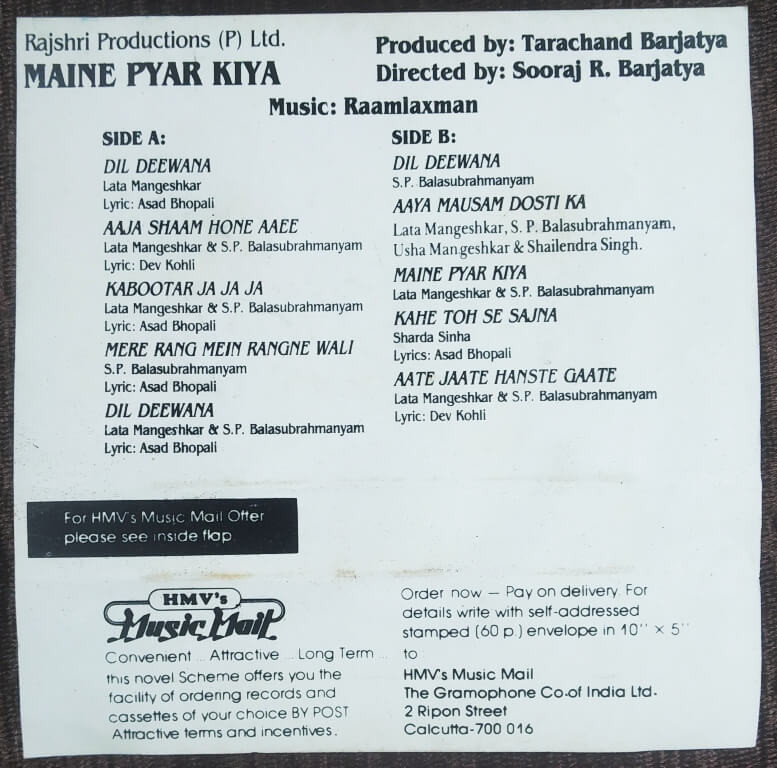 Rajshri Productions (P) Ltd.
MAINE PYAR KIYA
Produced by: Tarachand Barjatya
Directed by: Sooraj R. Barjatya
Music: Raamlaxman
SIDE A:
DIL DEEWANA
Lata Mangeshkar
Lyric: Asad Bhopali
AAJA SHAAM HONE AAEE
Lata Mangeshkar & S.P. Balasubrahmanyam
Lyric: Dev Kohli
KABOOTAR JA JA JA
Lata Mangeshkar & S.P. Balasubrahmanyam
Lyric: Asad Bhopali
MERE RANG MEIN RANGNE WALI
S.P. Balasubrahmanyam
Lyric: Asad Bhopali
DIL DEEWANA
Lata Mangeshkar & S.P. Balasubrahmanyam
Lyric: Asad Bhopali
SIDE B:
DIL DEEWANA
S.P. Balasubrahmanyam
AAYA MAUSAM DOSTI KA
Lata Mangeshkar, S. P. Balasubrahmanyam,
Usha Mangeshkar & Shailendra Singh.
MAINE PYAR KIYA
Lata Mangeshkar & S.P. Balasubrahmanyam
KAHE TOH SE SAJNA
Sharda Sinha
Lyrics: Asad Bhopali
AATE JAATE HANSTE GAATE
Lata Mangeshkar & S.P. Balasubrahmanyam
Lyric: Dev Kohli
For HMV's Music Mail Offer
please see inside flap
HMV's
Music Mail
Convenient ... Attractive ... Long Term ...
this novel Scheme offers you the
facility of ordering records and
cassettes of your choice BY POST
Attractive terms and incentives.
Order now — Pay on delivery. For
details write with self-addressed
stamped (60 p.) envelope in 10" × 5"
to
HMV's Music Mail
The Gramophone Co.of India Ltd.
2 Ripon Street
Calcutta-700 016